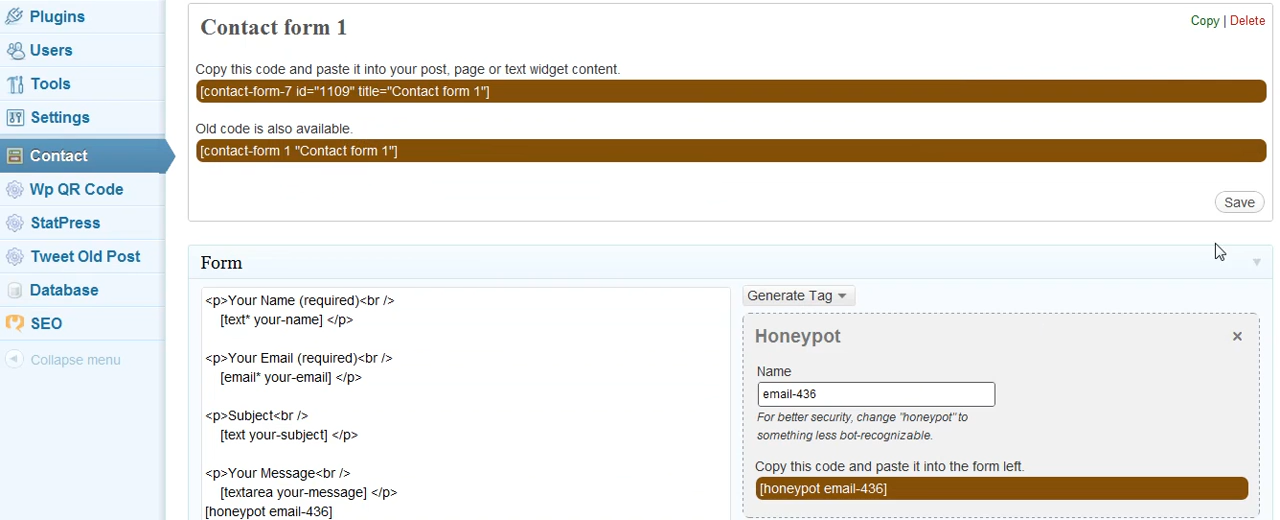 Plugins
Users
Tools
Settings
Contact
Wp QR Code
StatPress
Tweet Old Post
Database
SEO
Collapse menu
Contact form 1
Copy | Delete
Copy this code and paste it into your post, page or text widget content.
[contact-form-7 id="1109" title="Contact form 1"]
Old code is also available.
[contact-form 1 "Contact form 1"]
Save
Form
<p>Your Name (required)<br />
[text* your-name] </p>
<p>Your Email (required)<br />
[email* your-email] </p>
<p>Subject<br />
[text your-subject] </p>
<p>Your Message<br />
[textarea your-message] </p>
[honeypot email-436]
Generate Tag
Honeypot
×
Name
email-436
For better security, change "honeypot" to
something less bot-recognizable.
Copy this code and paste it into the form left.
[honeypot email-436]